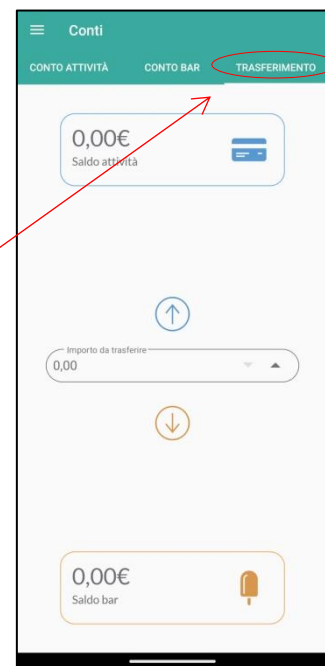 Conti
CONTO ATTIVITÀ CONTO BAR TRASFERIMENTO
0,00€
Saldo attività
Importo da trasferire
0,00
0,00€
Saldo bar